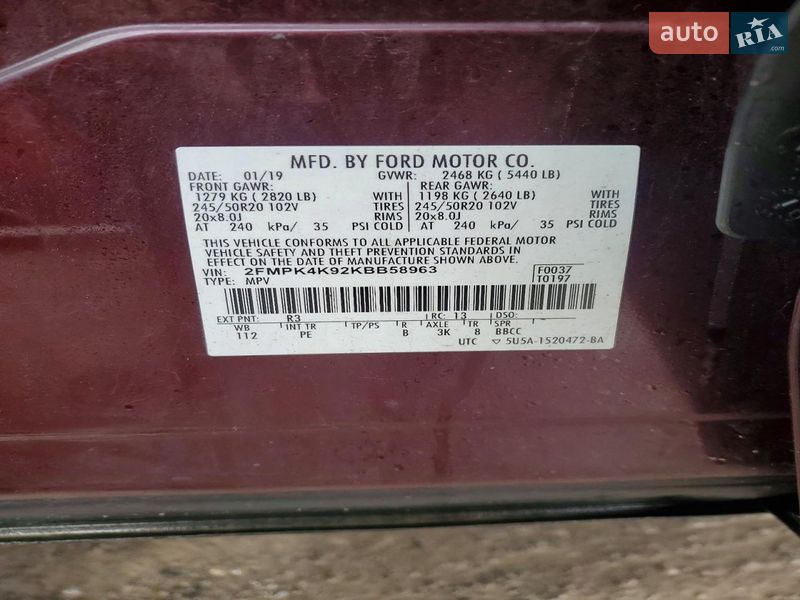 auto RIA .com
MFD. BY FORD MOTOR CO.
DATE: 01/19 GVWR: 2468 KG ( 5440 LB)
FRONT GAWR: REAR GAWR:
1279 KG ( 2820 LB) WITH 1198 KG ( 2640 LB) WITH
245/50R20 102V TIRES 245/50R20 102V TIRES
20x8.0J RIMS 20x8.0J RIMS
AT 240 kPa/ 35 PSI COLD AT 240 kPa/ 35 PSI COLD
THIS VEHICLE CONFORMS TO ALL APPLICABLE FEDERAL MOTOR
VEHICLE SAFETY AND THEFT PREVENTION STANDARDS IN
EFFECT ON THE DATE OF MANUFACTURE SHOWN ABOVE.
VIN: 2FMPK4K92KBB58963 F0037
TYPE: MPV T0197
EXT PNT: R3 RC: 13 DSO:
WB INT TR TP/PS R AXLE TR SPR
112 PE B 3K B BBCC
UTC ▽ 5U5A-1520472-BA